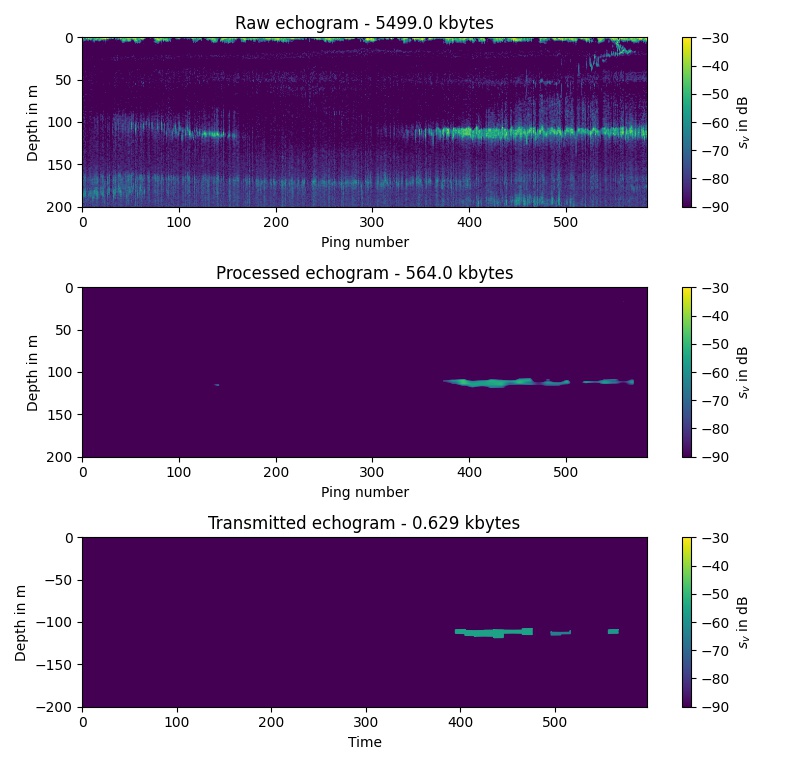 Raw echogram - 5499.0 kbytes
0
50
100
150
200
Depth in m
0 100 200 300 400 500
Ping number
−30
−40
−50
−60
−70
−80
−90
sv in dB
Processed echogram - 564.0 kbytes
0
50
100
150
200
Depth in m
0 100 200 300 400 500
Ping number
−30
−40
−50
−60
−70
−80
−90
sv in dB
Transmitted echogram - 0.629 kbytes
0
−50
−100
−150
−200
Depth in m
0 100 200 300 400 500
Time
−30
−40
−50
−60
−70
−80
−90
sv in dB